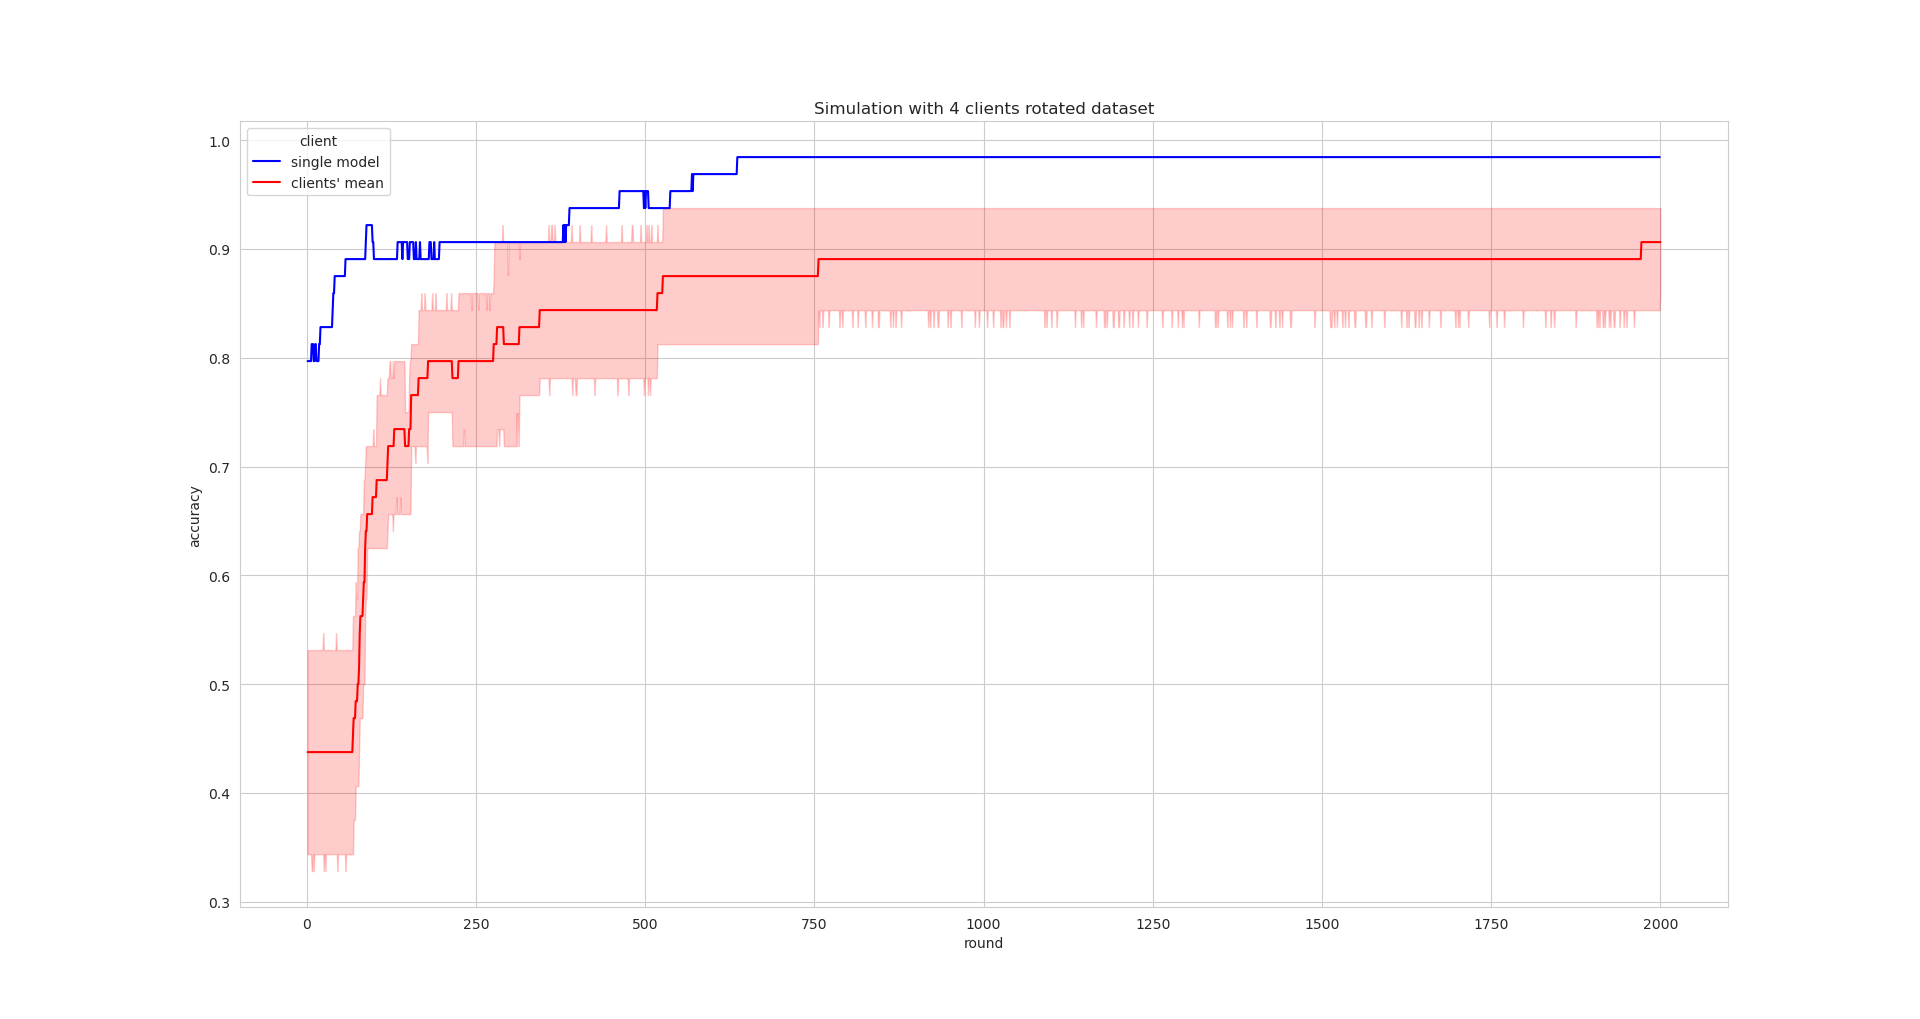 Simulation with 4 clients rotated dataset
client
single model
clients' mean
accuracy
1.0
0.9
0.8
0.7
0.6
0.5
0.4
0.3
0 250 500 750 1000 1250 1500 1750 2000
round